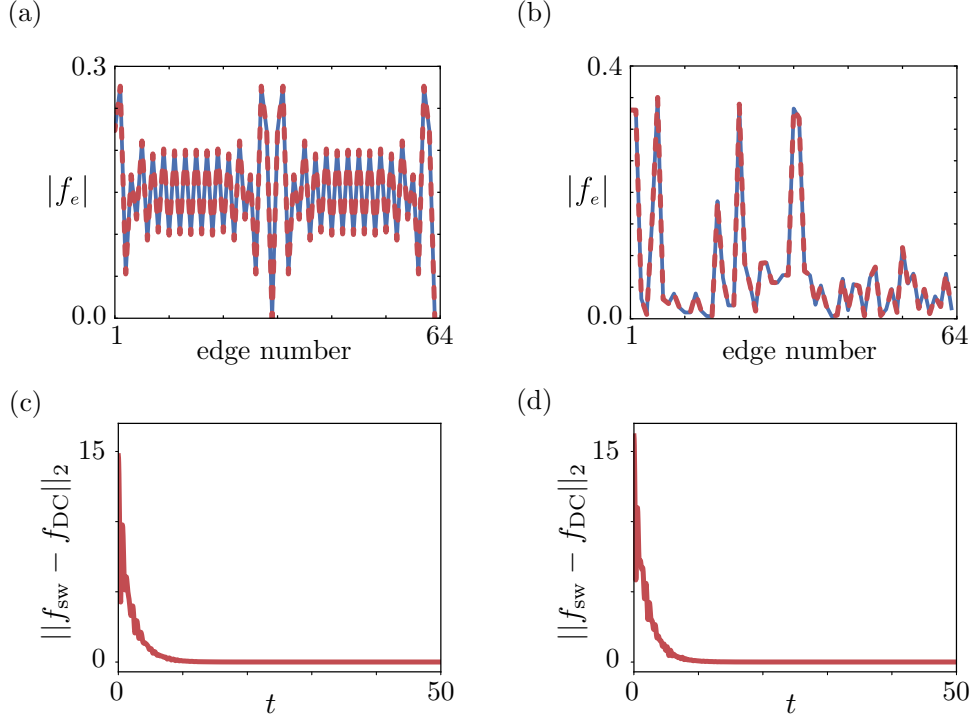 (a)
0.3
|f_e|
0.0
1
64
edge number
(b)
0.4
|f_e|
0.0
1
64
edge number
(c)
15
||f_sw − f_DC||_2
0
0
50
t
(d)
15
||f_sw − f_DC||_2
0
0
50
t